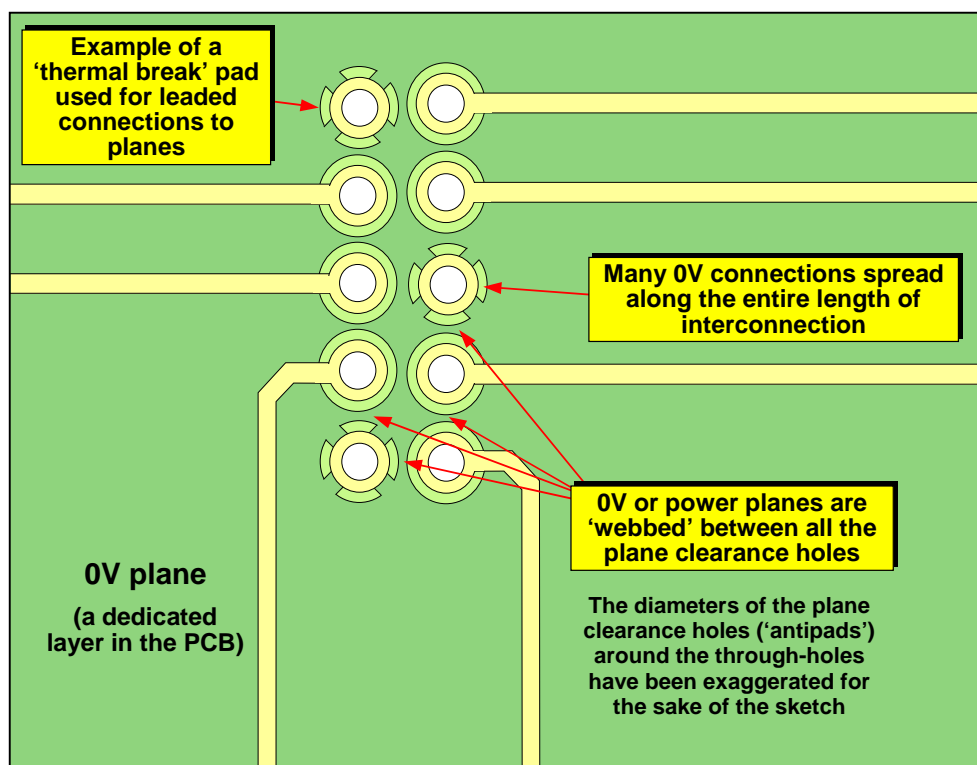 Example of a
‘thermal break’ pad
used for leaded
connections to
planes
Many 0V connections spread
along the entire length of
interconnection
0V or power planes are
‘webbed’ between all the
plane clearance holes
0V plane
(a dedicated
layer in the PCB)
The diameters of the plane
clearance holes (‘antipads’)
around the through-holes
have been exaggerated for
the sake of the sketch